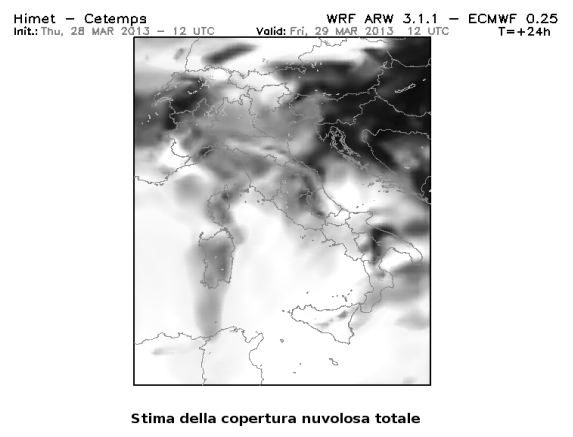 Himet – Cetemps WRF ARW 3.1.1 – ECMWF 0.25
Init.: Thu, 28 MAR 2013 – 12 UTC Valid: Fri, 29 MAR 2013 12 UTC T=+24h
Stima della copertura nuvolosa totale